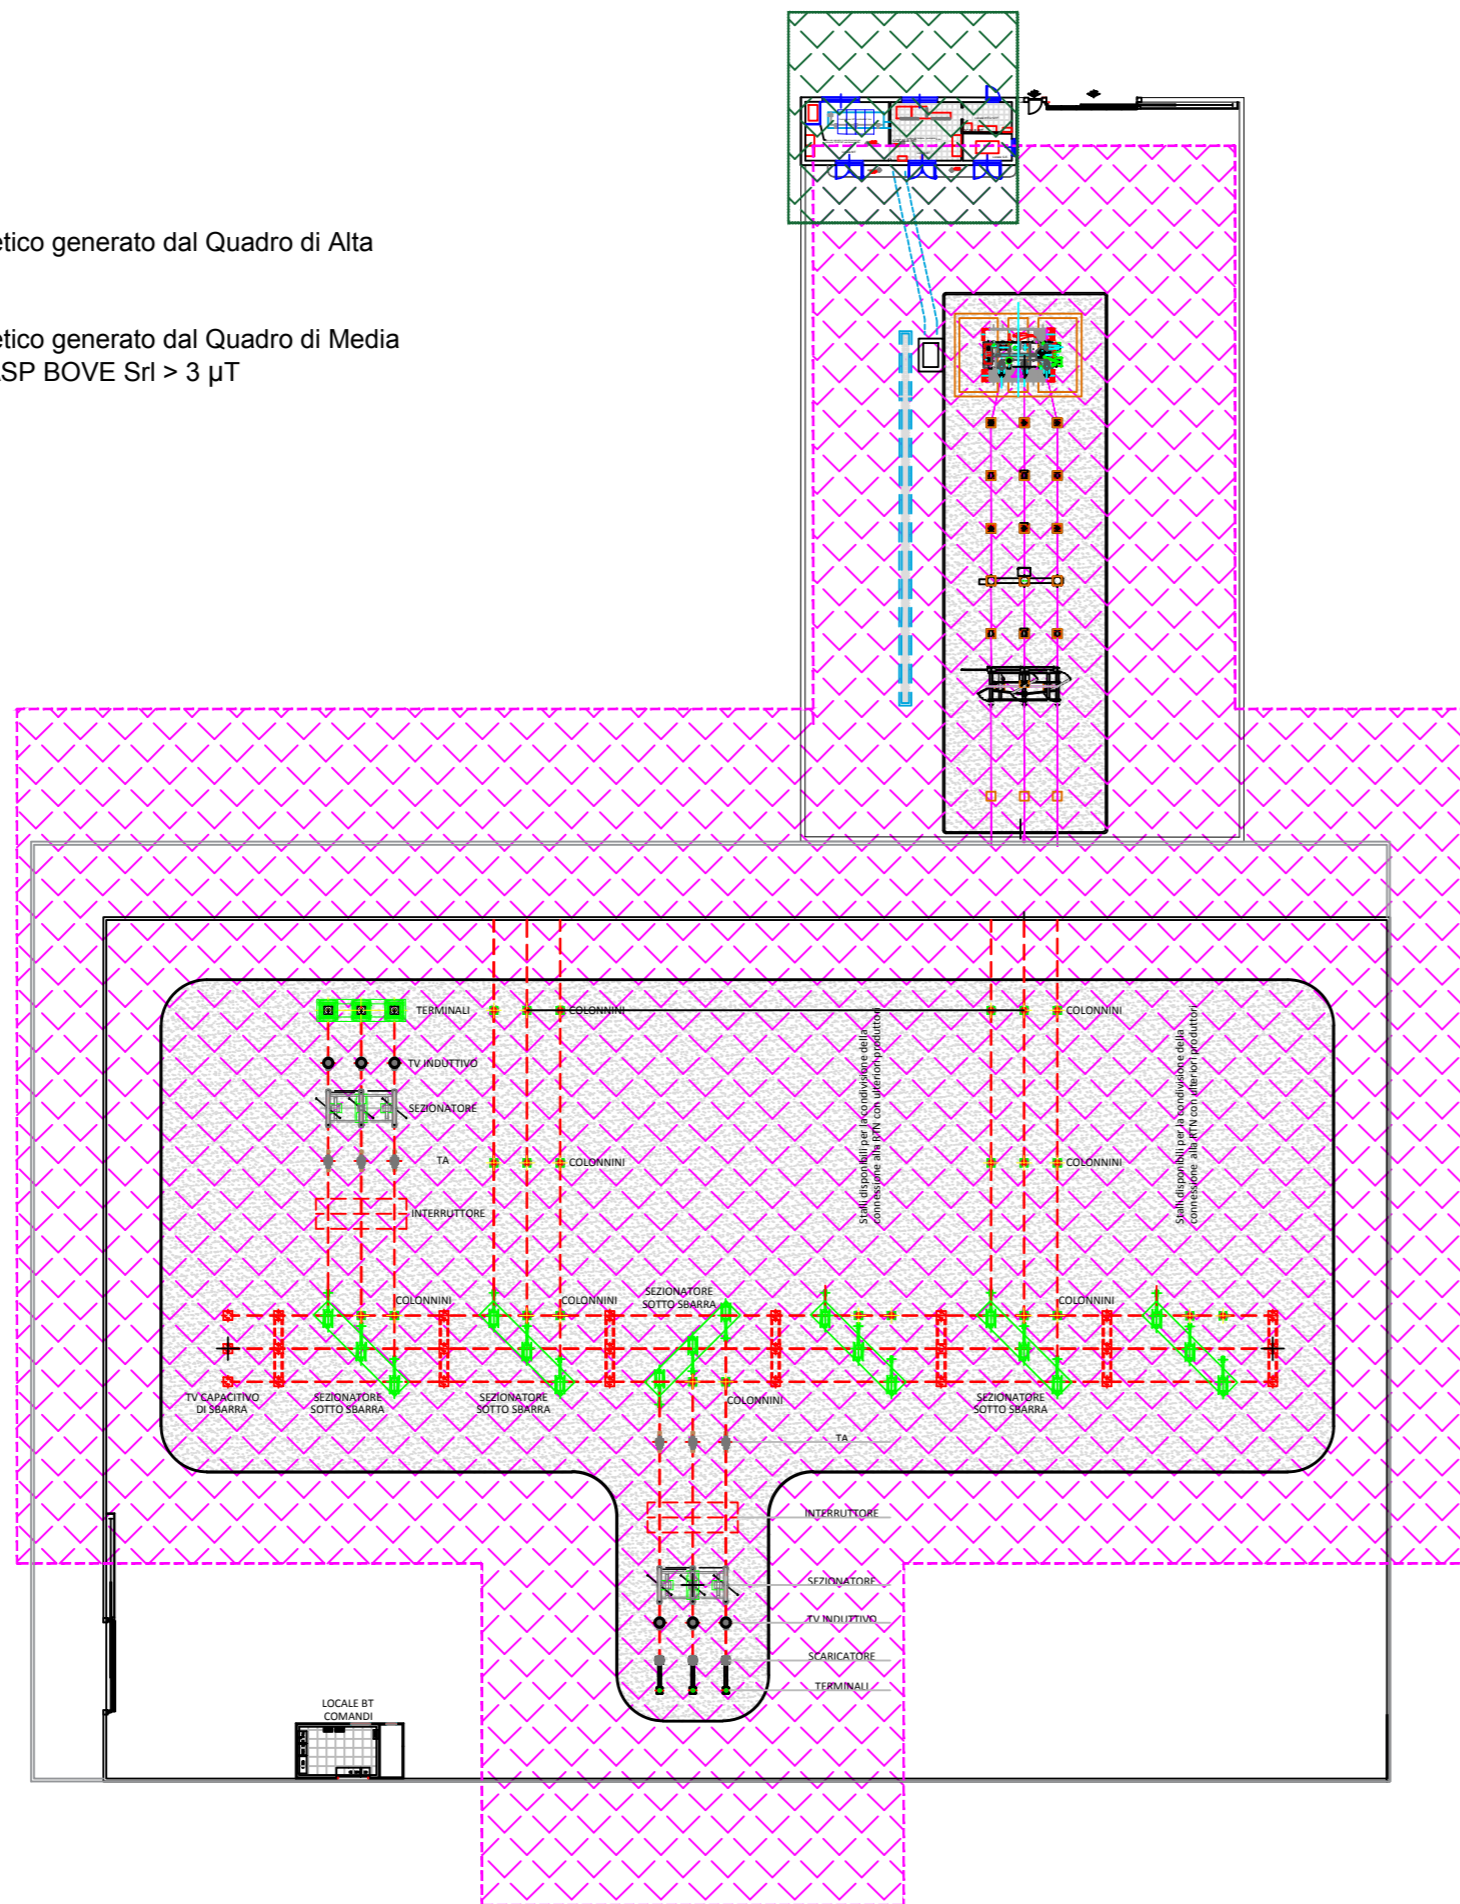 etico generato dal Quadro di Alta
etico generato dal Quadro di Media
ASP BOVE Srl > 3 µT
TERMINALI
COLONNINI
COLONNINI
TV INDUTTIVO
SEZIONATORE
TA
COLONNINI
COLONNINI
INTERRUTTORE
Stalli disponibili per la condivisione della
connessione alla RTN con ulteriori produttori
Stalli disponibili per la condivisione della
connessione alla RTN con ulteriori produttori
COLONNINI
COLONNINI
SEZIONATORE
SOTTO SBARRA
COLONNINI
TV CAPACITIVO
DI SBARRA
SEZIONATORE
SOTTO SBARRA
SEZIONATORE
SOTTO SBARRA
COLONNINI
SEZIONATORE
SOTTO SBARRA
TA
INTERRUTTORE
SEZIONATORE
TV INDUTTIVO
SCARICATORE
TERMINALI
LOCALE BT
COMANDI